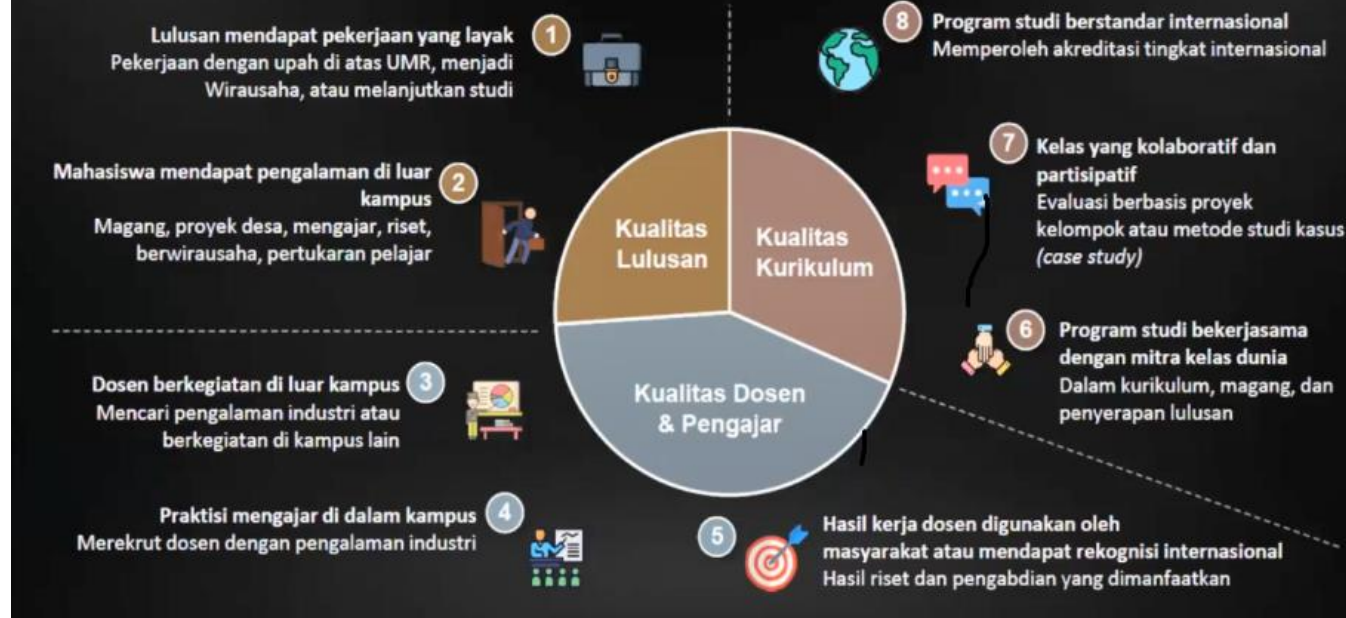 1
Lulusan mendapat pekerjaan yang layak
Pekerjaan dengan upah di atas UMR, menjadi
Wirausaha, atau melanjutkan studi
2
Mahasiswa mendapat pengalaman di luar
kampus
Magang, proyek desa, mengajar, riset,
berwirausaha, pertukaran pelajar
3
Dosen berkegiatan di luar kampus
Mencari pengalaman industri atau
berkegiatan di kampus lain
4
Praktisi mengajar di dalam kampus
Merekrut dosen dengan pengalaman industri
Kualitas
Lulusan
Kualitas
Kurikulum
Kualitas Dosen
& Pengajar
8
Program studi berstandar internasional
Memperoleh akreditasi tingkat internasional
7
Kelas yang kolaboratif dan
partisipatif
Evaluasi berbasis proyek
kelompok atau metode studi kasus
(case study)
6
Program studi bekerjasama
dengan mitra kelas dunia
Dalam kurikulum, magang, dan
penyerapan lulusan
5
Hasil kerja dosen digunakan oleh
masyarakat atau mendapat rekognisi internasional
Hasil riset dan pengabdian yang dimanfaatkan